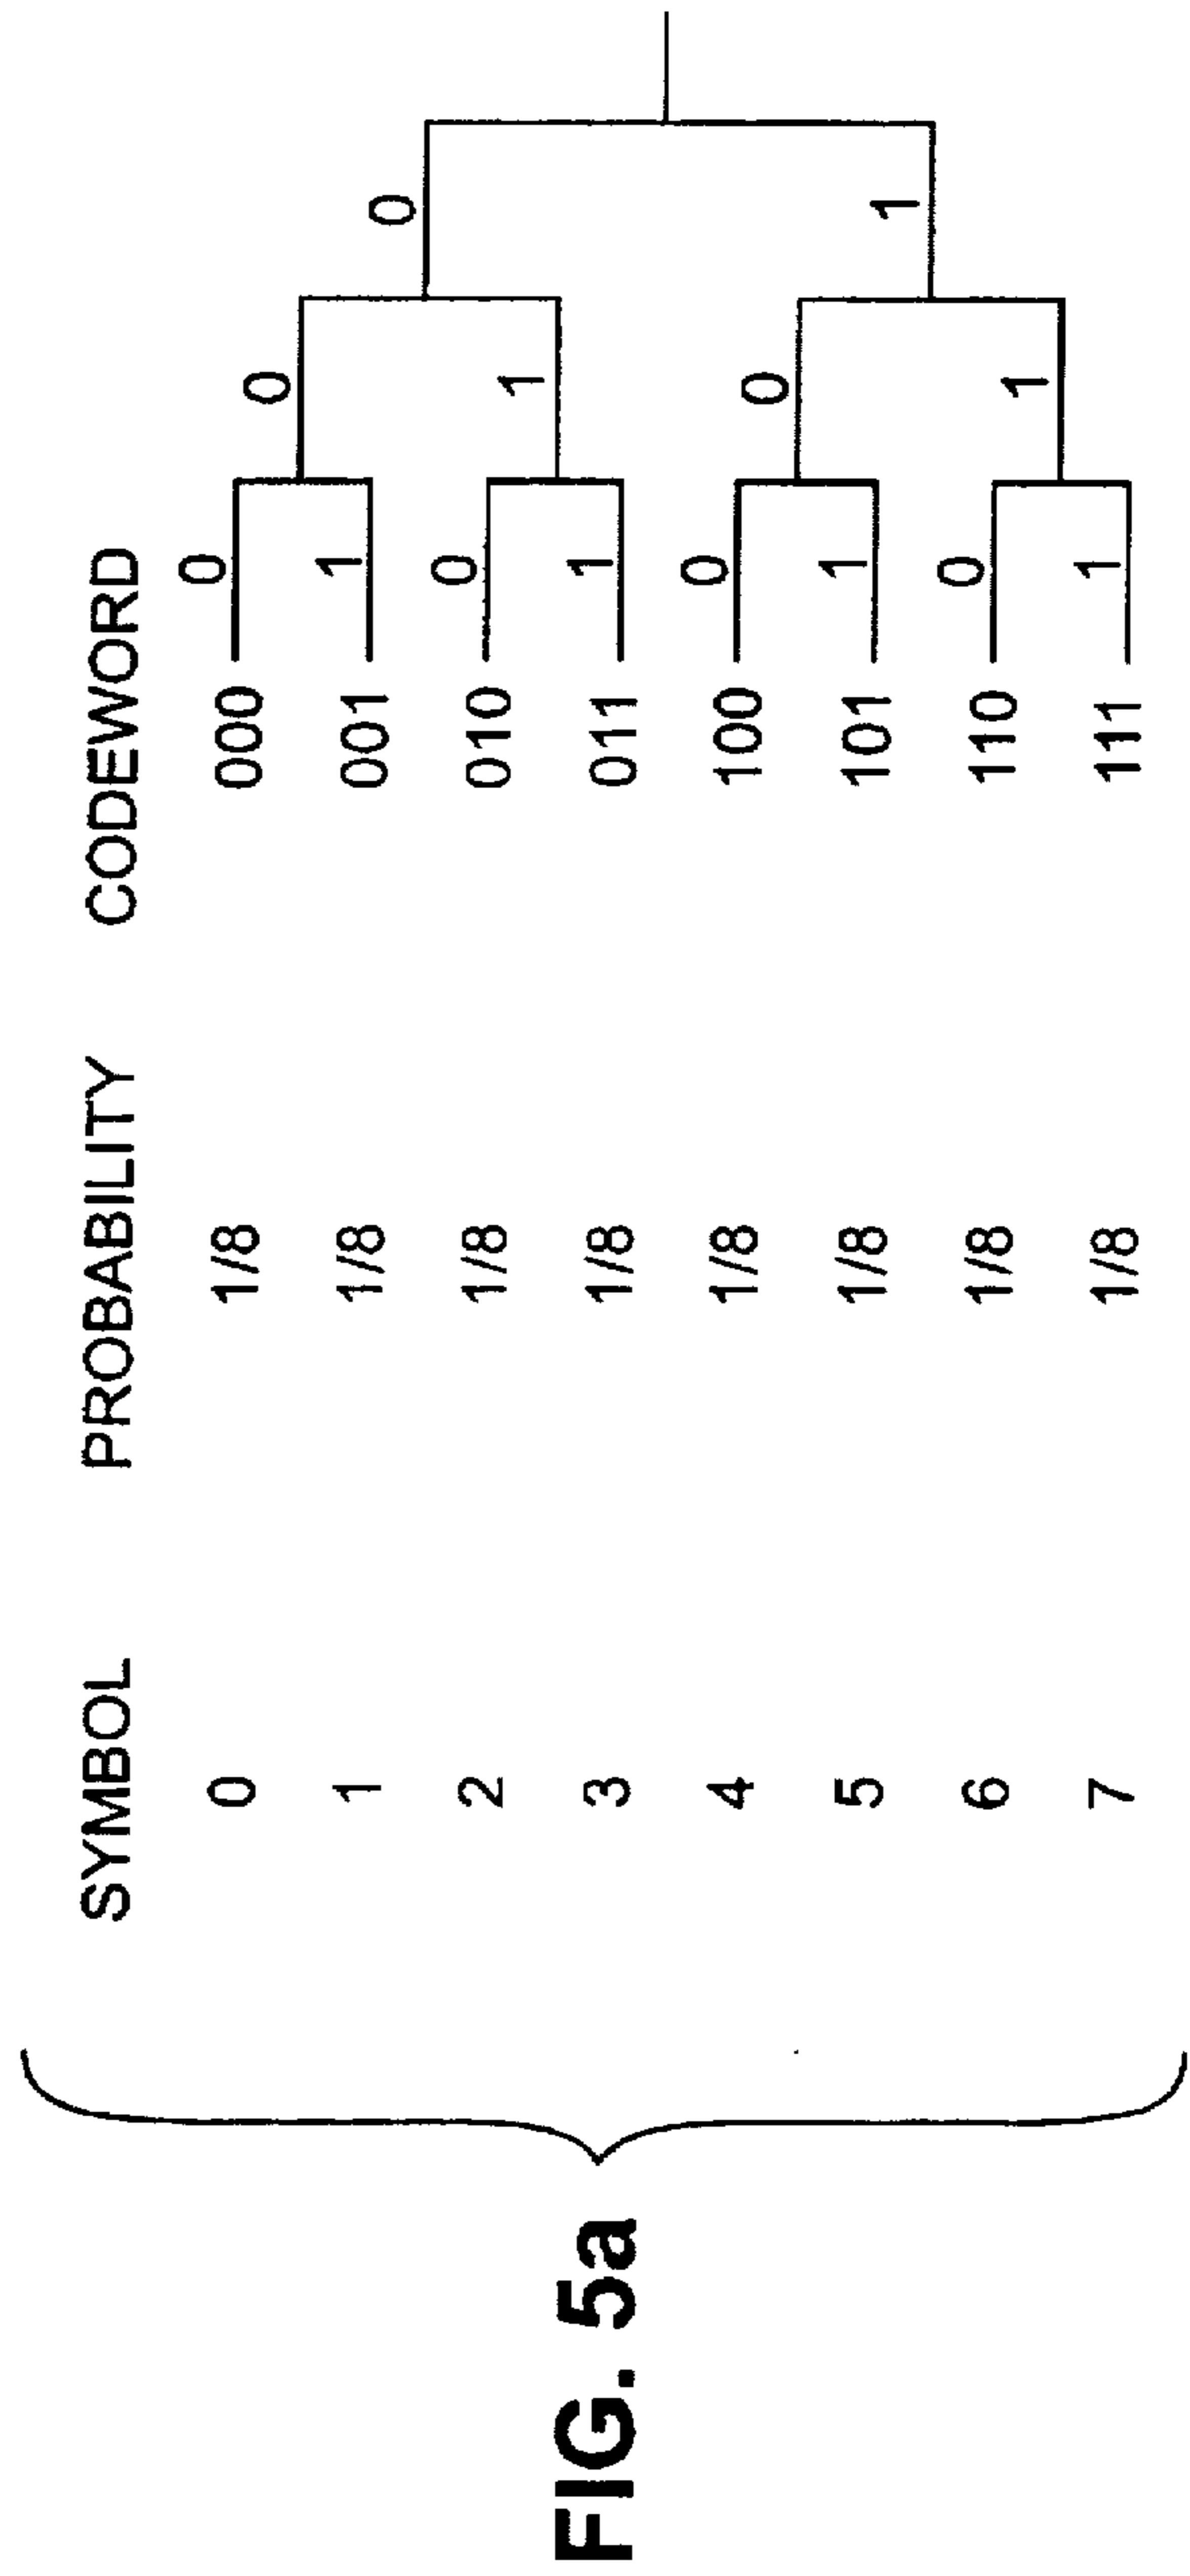 SYMBOL PROBABILITY CODEWORD
0 1/8 000 0
1 1/8 001 1 0
2 1/8 010 0 1 0
3 1/8 011 1
4 1/8 100 0 0
5 1/8 101 1 1
6 1/8 110 0 1
7 1/8 111 1
FIG. 5a